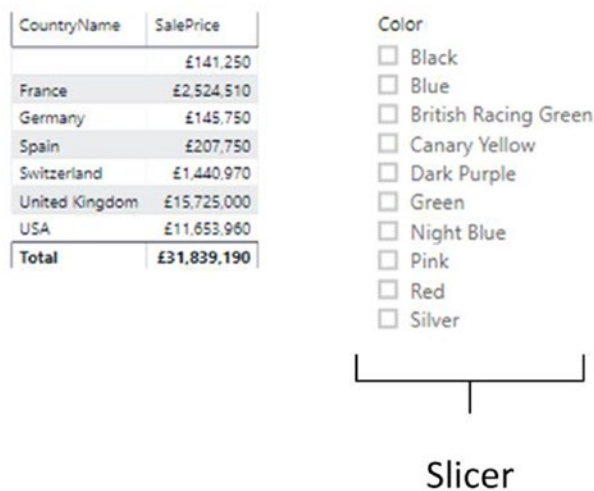 CountryName SalePrice
£141,250
France £2,524,510
Germany £145,750
Spain £207,750
Switzerland £1,440,970
United Kingdom £15,725,000
USA £11,653,960
Total £31,839,190
Color
Black
Blue
British Racing Green
Canary Yellow
Dark Purple
Green
Night Blue
Pink
Red
Silver
Slicer